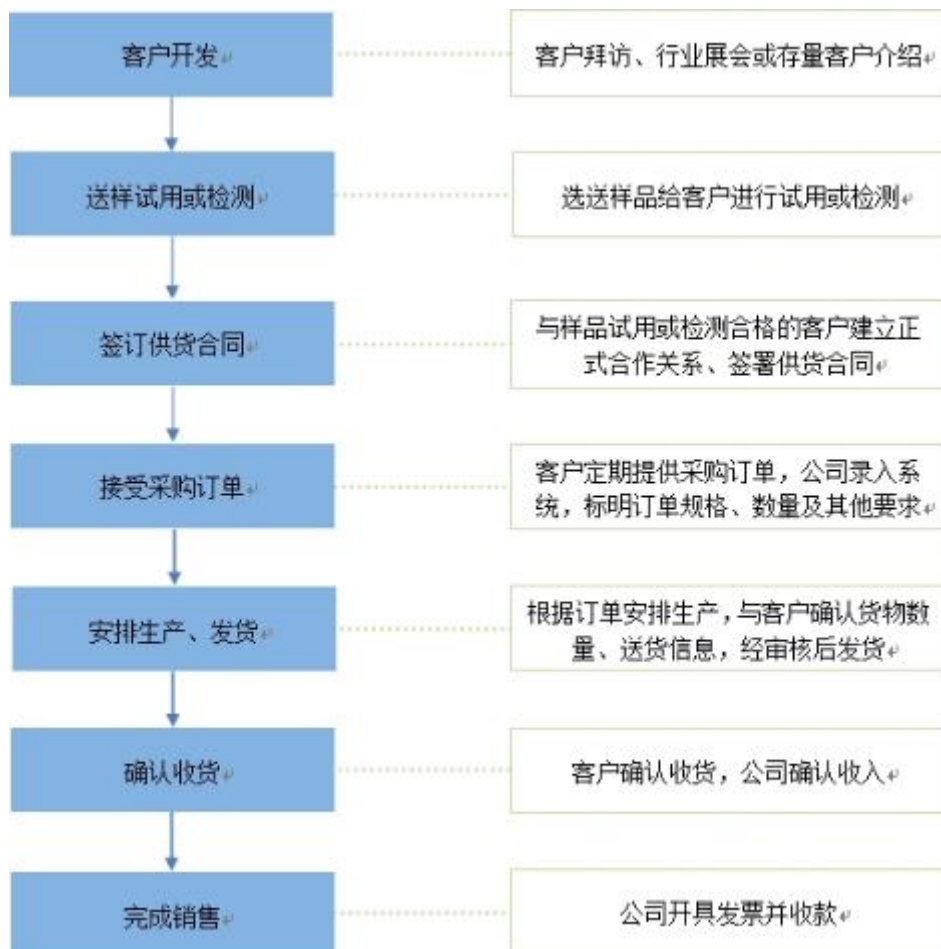 客户开发
客户拜访、行业展会或存量客户介绍
送样试用或检测
选送样品给客户进行试用或检测
签订供货合同
与样品试用或检测合格的客户建立正
式合作关系、签署供货合同
接受采购订单
客户定期提供采购订单，公司录入系
统，标明订单规格、数量及其他要求
安排生产、发货
根据订单安排生产，与客户确认货物数
量、送货信息，经审核后发货
确认收货
客户确认收货，公司确认收入
完成销售
公司开具发票并收款